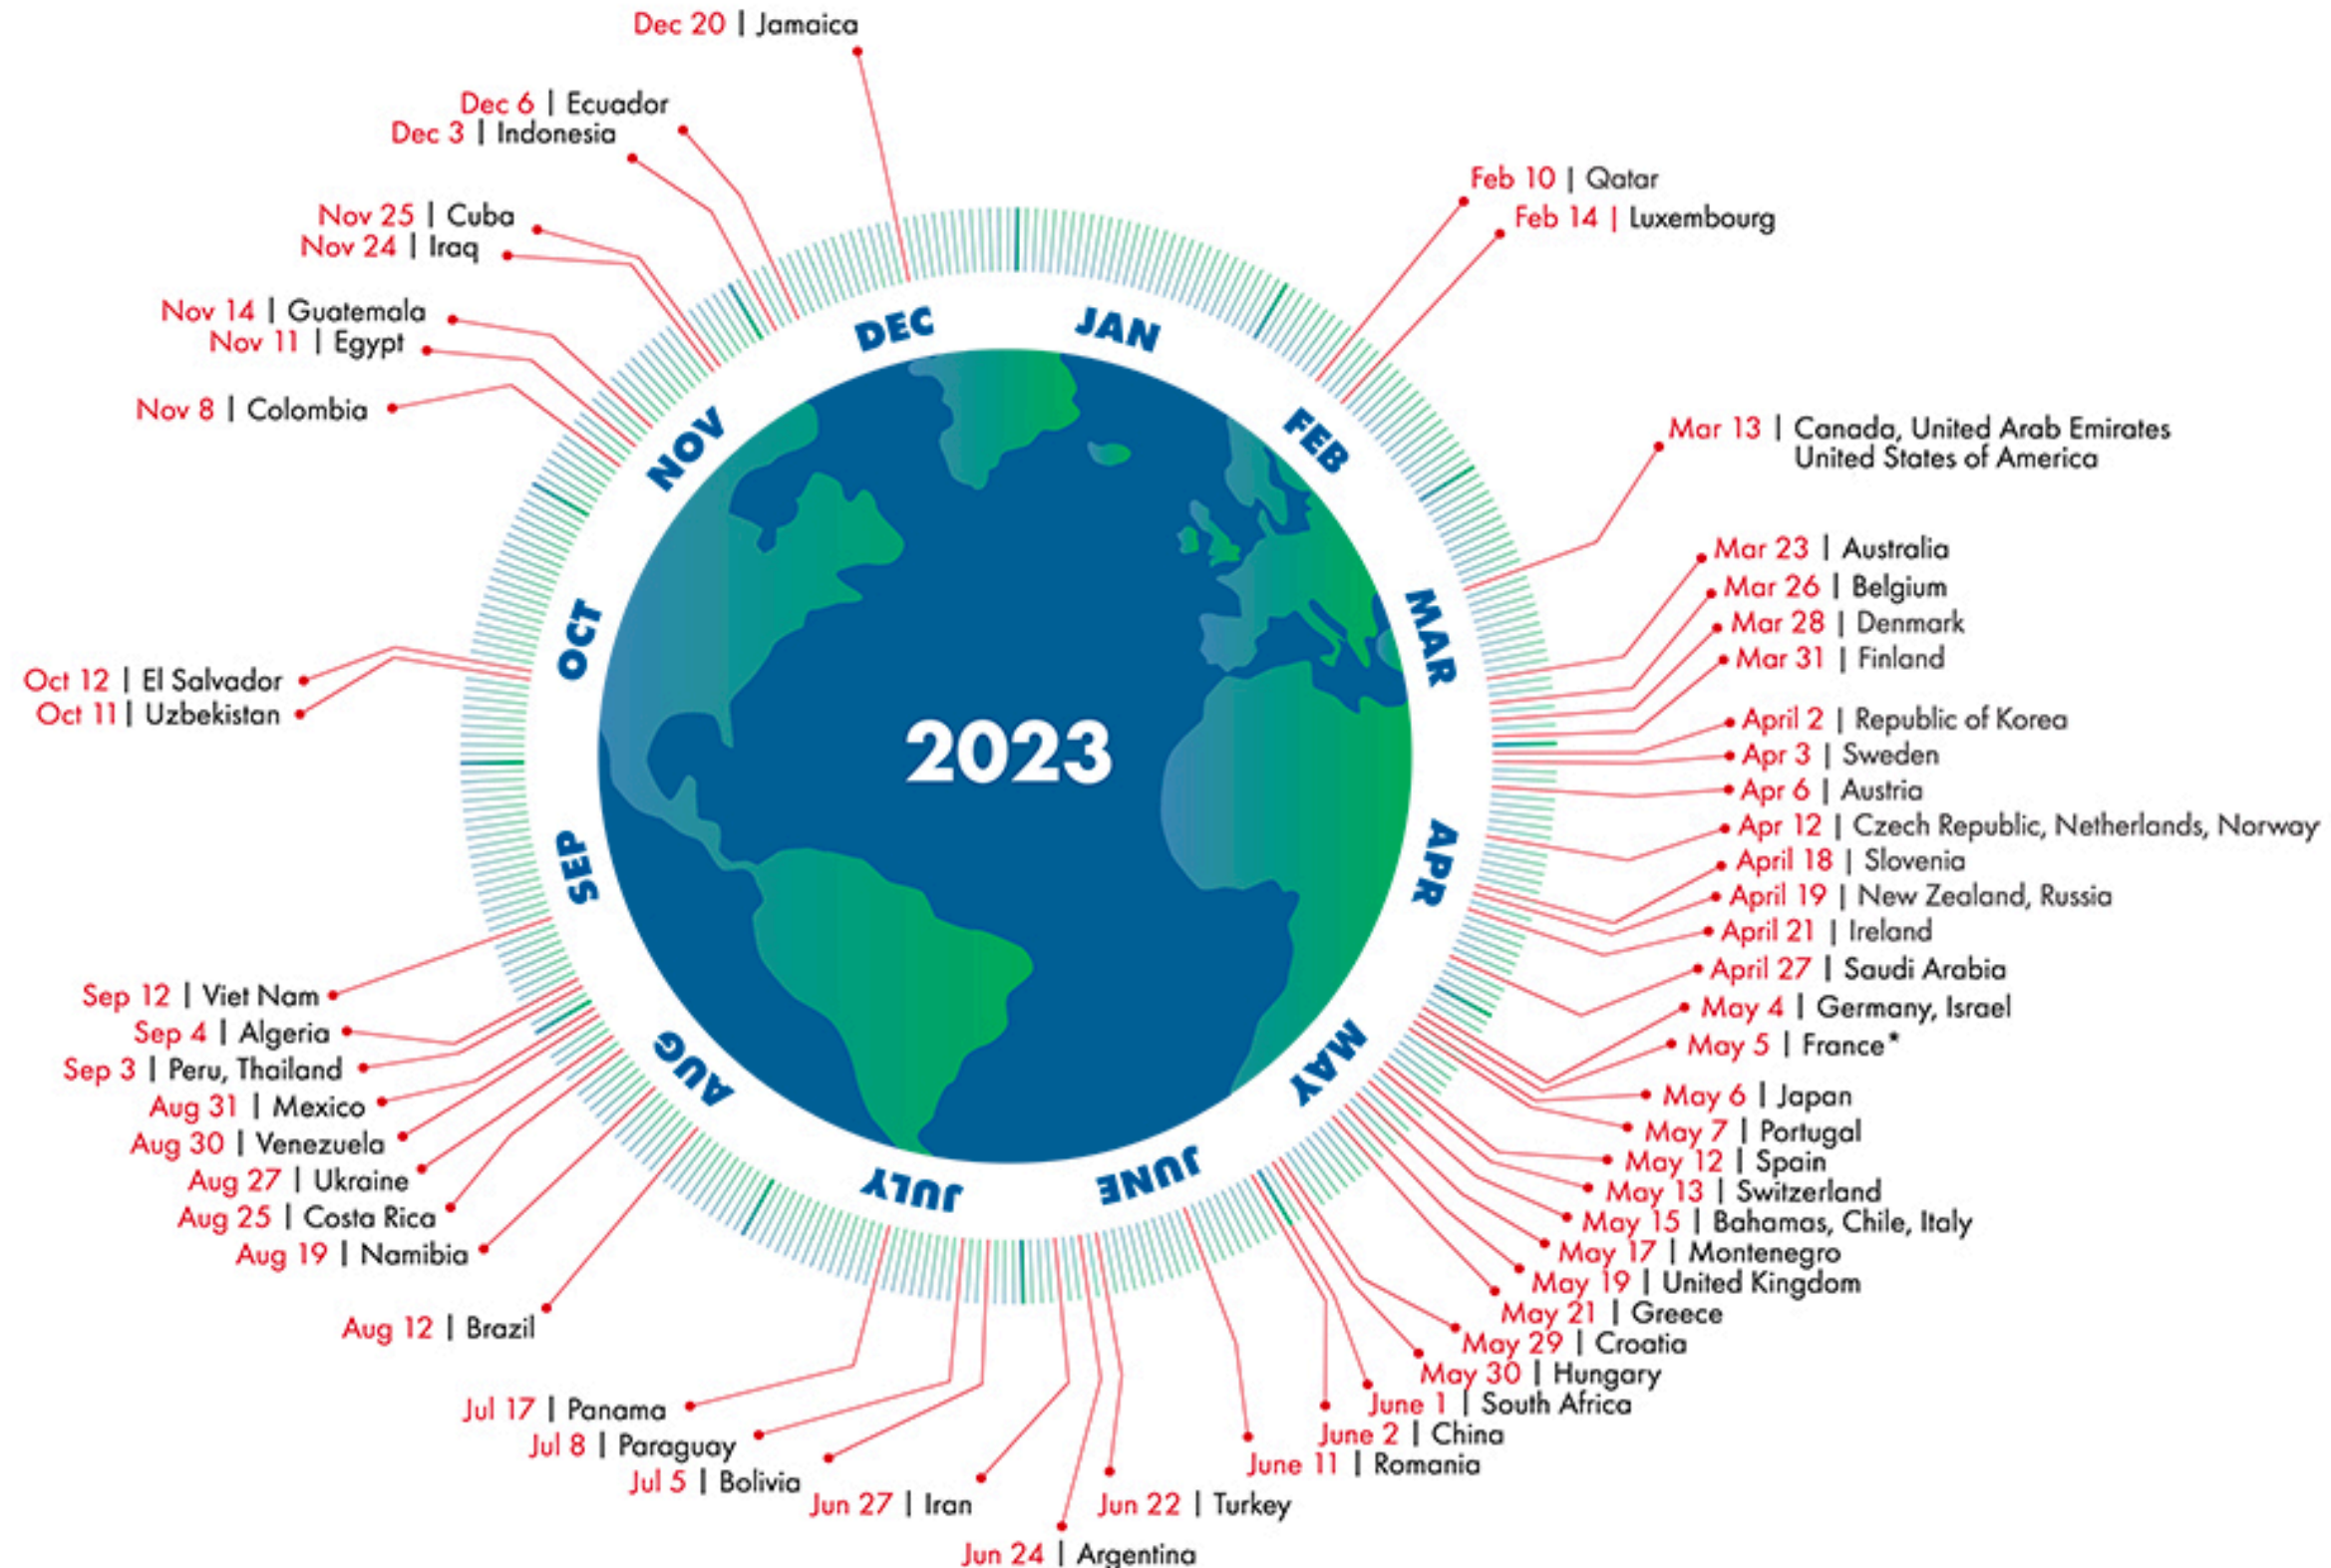 Dec 20 | Jamaica
Dec 6 | Ecuador
Dec 3 | Indonesia
Nov 25 | Cuba
Nov 24 | Iraq
Nov 14 | Guatemala
Nov 11 | Egypt
Nov 8 | Colombia
Oct 12 | El Salvador
Oct 11 | Uzbekistan
Sep 12 | Viet Nam
Sep 4 | Algeria
Sep 3 | Peru, Thailand
Aug 31 | Mexico
Aug 30 | Venezuela
Aug 27 | Ukraine
Aug 25 | Costa Rica
Aug 19 | Namibia
Aug 12 | Brazil
Jul 17 | Panama
Jul 8 | Paraguay
Jul 5 | Bolivia
Jun 27 | Iran
Jun 24 | Argentina
Jun 22 | Turkey
JAN
FEB
MAR
APR
MAY
JUNE
JULY
AUG
SEP
OCT
NOV
DEC
2023
Feb 10 | Qatar
Feb 14 | Luxembourg
Mar 13 | Canada, United Arab Emirates
United States of America
Mar 23 | Australia
Mar 26 | Belgium
Mar 28 | Denmark
Mar 31 | Finland
April 2 | Republic of Korea
Apr 3 | Sweden
Apr 6 | Austria
Apr 12 | Czech Republic, Netherlands, Norway
April 18 | Slovenia
April 19 | New Zealand, Russia
April 21 | Ireland
April 27 | Saudi Arabia
May 4 | Germany, Israel
May 5 | France*
May 6 | Japan
May 7 | Portugal
May 12 | Spain
May 13 | Switzerland
May 15 | Bahamas, Chile, Italy
May 17 | Montenegro
May 19 | United Kingdom
May 21 | Greece
May 29 | Croatia
May 30 | Hungary
June 1 | South Africa
June 2 | China
June 11 | Romania